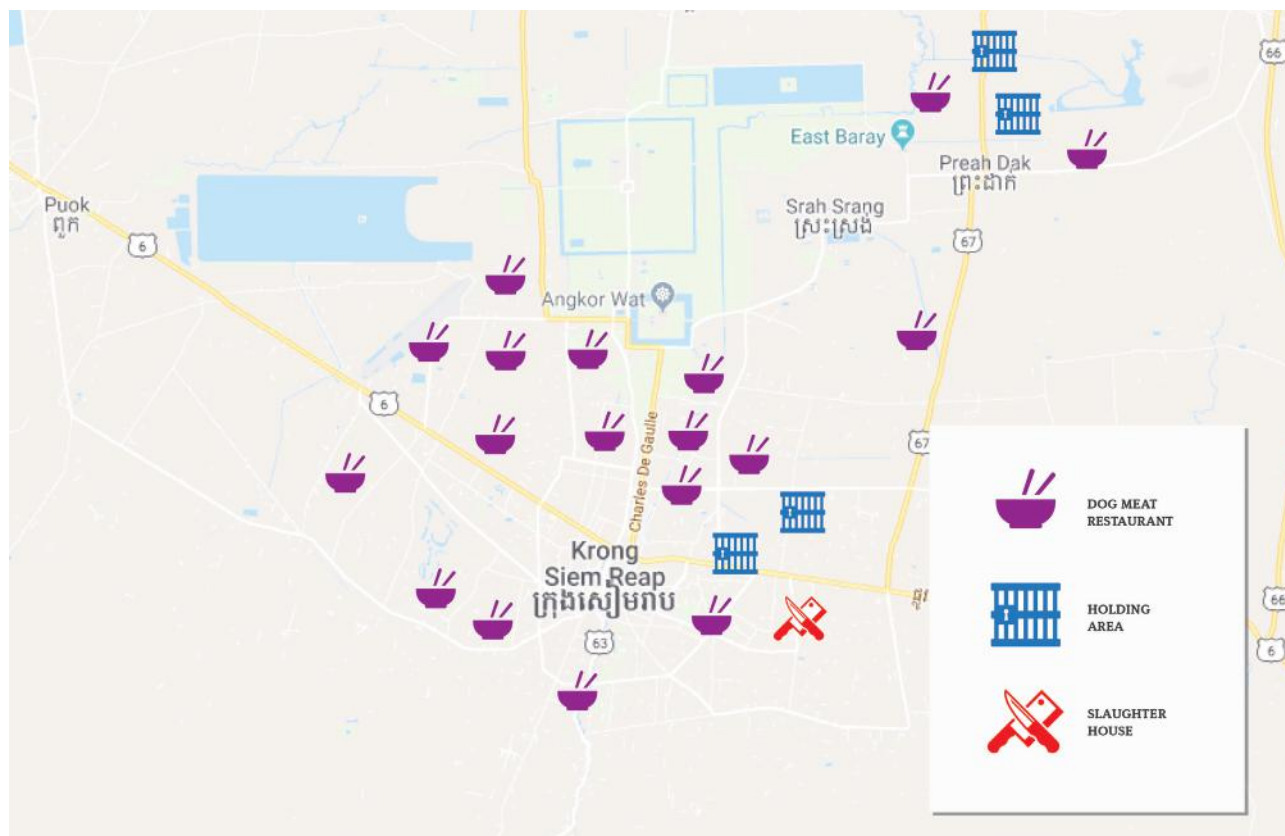 66
East Baray
Preah Dak
ព្រះដាក់
Puok
ពួក
Srah Srang
ស្រះស្រង់
6
67
Angkor Wat
6
Charles De Gaulle
67
DOG MEAT
RESTAURANT
Krong
Siem Reap
ក្រុងសៀមរាប
HOLDING
AREA
66
63
6
SLAUGHTER
HOUSE